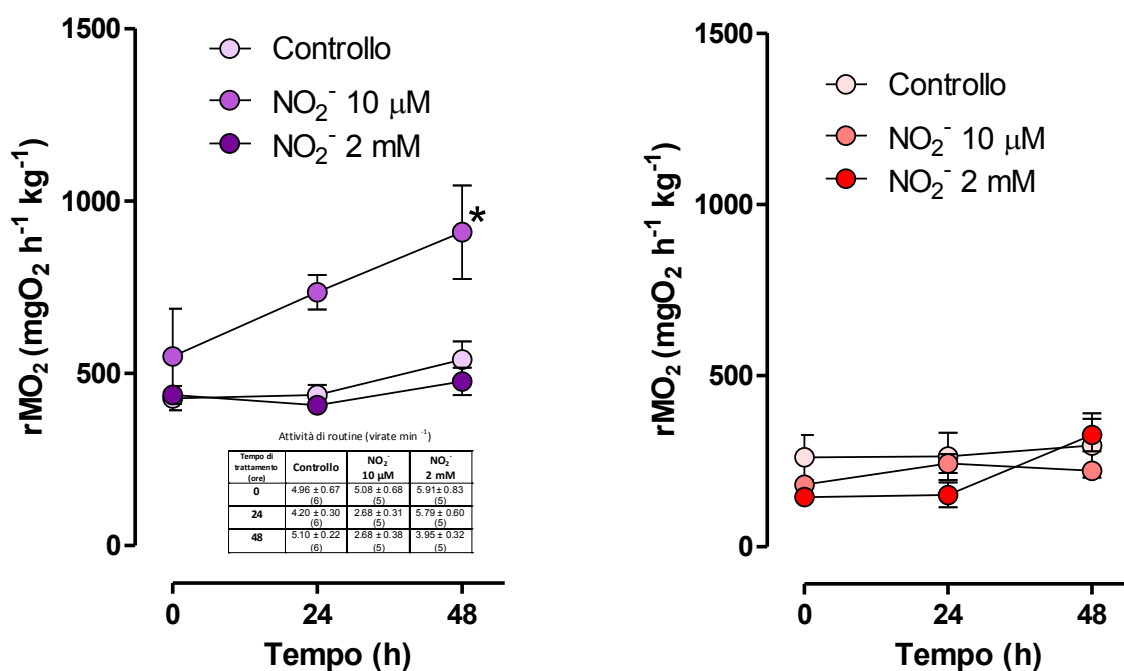 1500
1000
500
0
rMO₂ (mgO₂ h⁻¹ kg⁻¹)
Controllo
NO₂⁻ 10 μM
NO₂⁻ 2 mM
*
Attività di routine (virate min ⁻¹)
Tempo di trattamento (ore) Controllo NO₂⁻ 10 μM NO₂⁻ 2 mM
0 4.96 ± 0.67 (6) 5.08 ± 0.68 (5) 5.91± 0.83 (5)
24 4.20 ± 0.30 (6) 2.68 ± 0.31 (5) 5.79 ± 0.60 (5)
48 5.10 ± 0.22 (6) 2.68 ± 0.38 (5) 3.95 ± 0.32 (5)
0 24 48
Tempo (h)
1500
1000
500
0
rMO₂ (mgO₂ h⁻¹ kg⁻¹)
Controllo
NO₂⁻ 10 μM
NO₂⁻ 2 mM
0 24 48
Tempo (h)